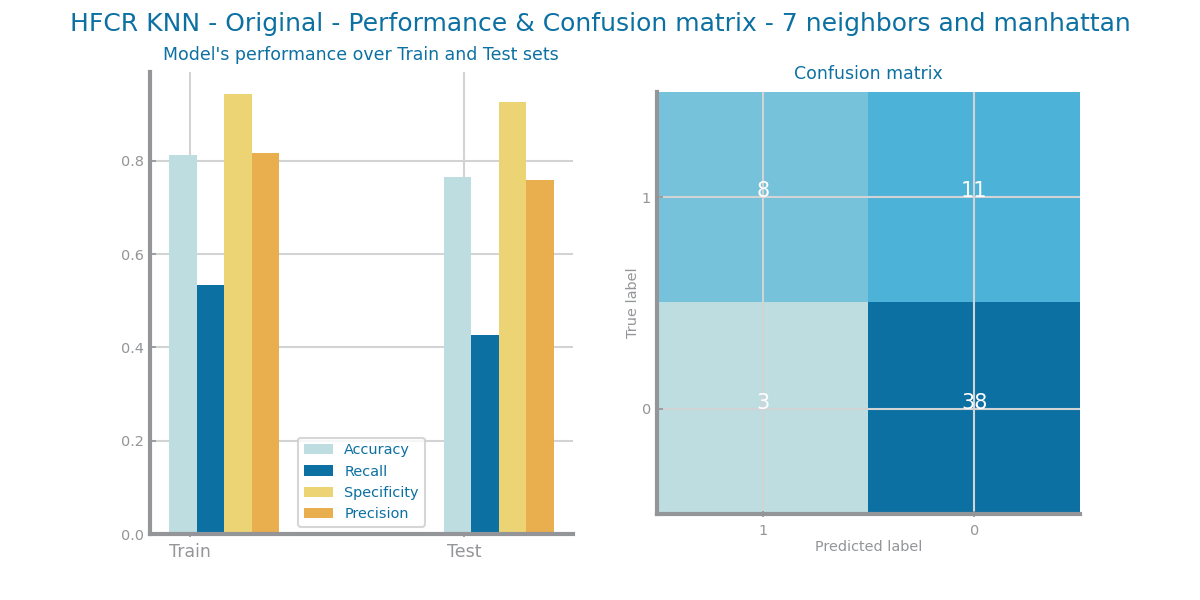 HFCR KNN - Original - Performance & Confusion matrix - 7 neighbors and manhattan
Model's performance over Train and Test sets
0.8
0.6
0.4
0.2
0.0
Train
Test
Accuracy
Recall
Specificity
Precision
Confusion matrix
True label
1
0
8
11
3
38
1
0
Predicted label